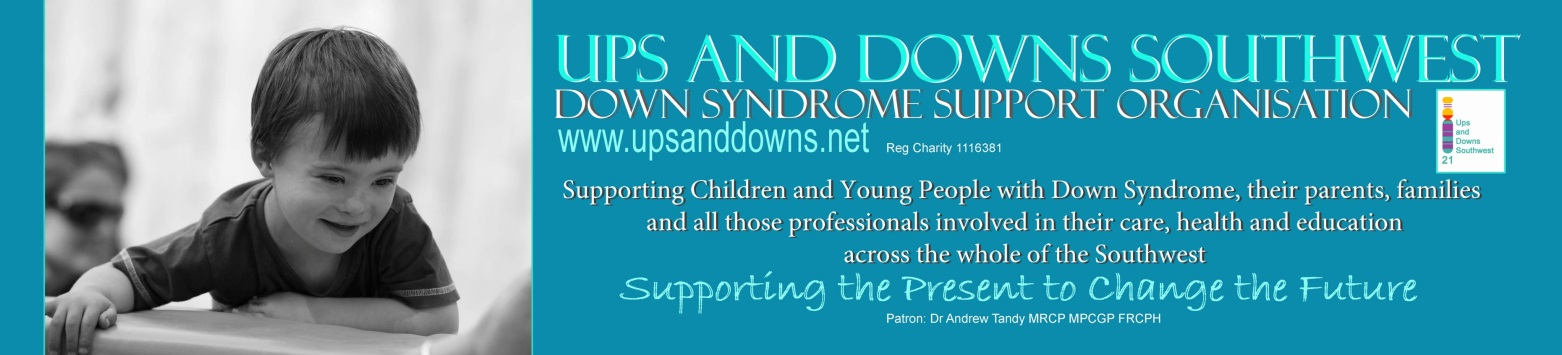 UPS AND DOWNS SOUTHWEST
DOWN SYNDROME SUPPORT ORGANISATION
www.upsanddowns.net Reg Charity 1116381
Ups
and
Downs
Southwest
21
Supporting Children and Young People with Down Syndrome, their parents, families
and all those professionals involved in their care, health and education
across the whole of the Southwest
Supporting the Present to Change the Future
Patron: Dr Andrew Tandy MRCP MPCGP FRCPH